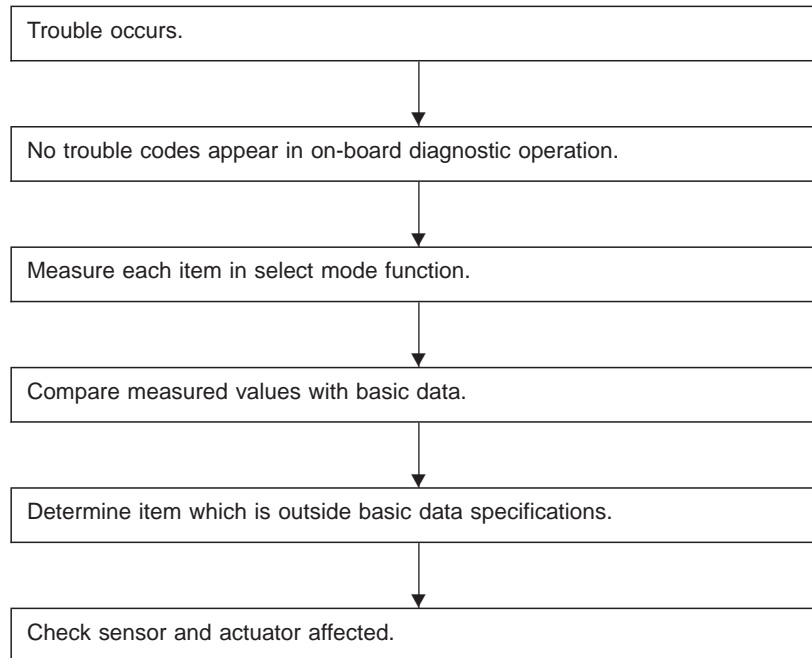 Trouble occurs.
No trouble codes appear in on-board diagnostic operation.
Measure each item in select mode function.
Compare measured values with basic data.
Determine item which is outside basic data specifications.
Check sensor and actuator affected.